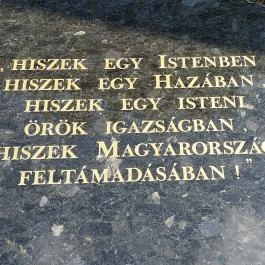 „HISZEK EGY ISTENBEN
HISZEK EGY HAZÁBAN,
HISZEK EGY ISTENI,
ÖRÖK IGAZSÁGBAN,
HISZEK MAGYARORSZÁG
FELTÁMADÁSÁBAN!"